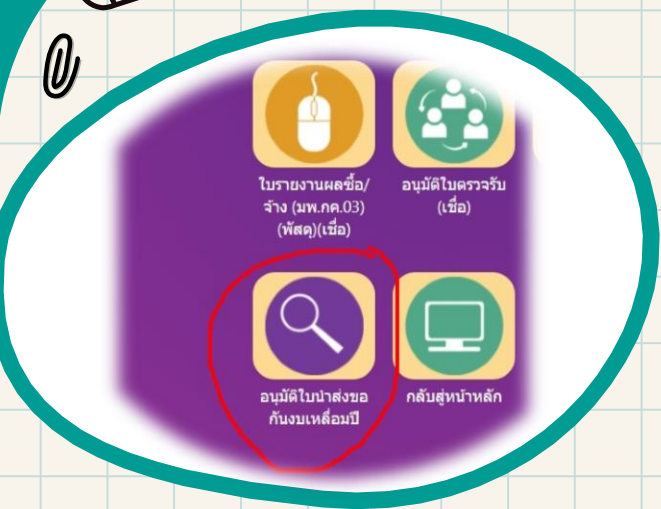 ใบรายงานผลซื้อ/
จ้าง (มพ.กค.03)
(พัสดุ)(เชื่อ)
อนุมัติใบตรวจรับ
(เชื่อ)
อนุมัติใบนำส่งขอ
กันงบเหลื่อมปี
กลับสู่หน้าหลัก